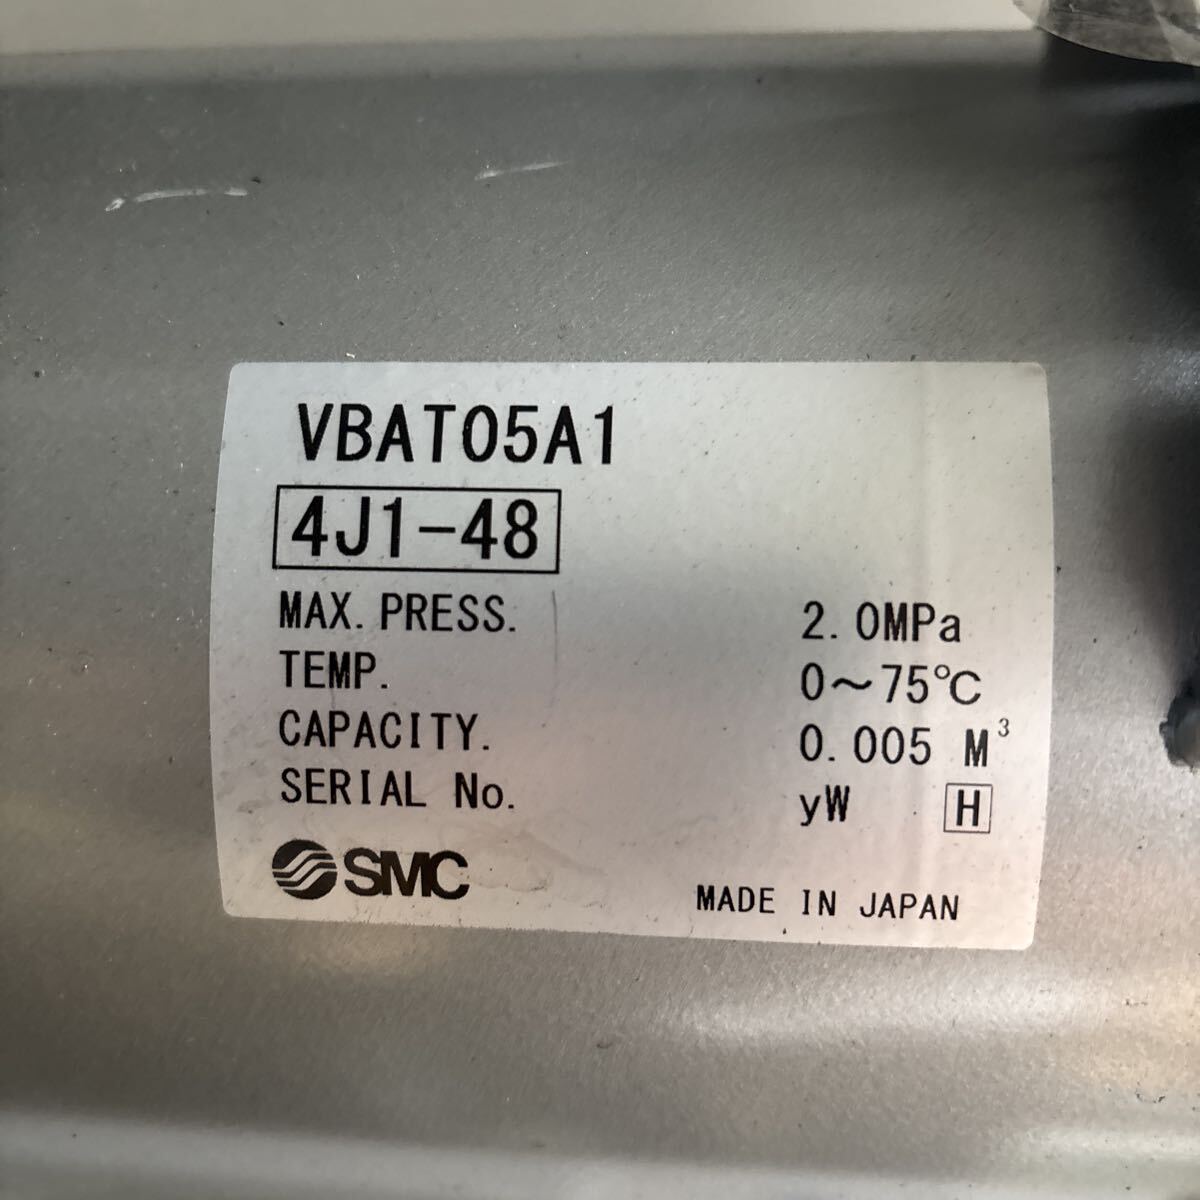 VBAT05A1
4J1-48
MAX. PRESS. 2.0MPa
TEMP. 0～75℃
CAPACITY. 0.005 M³
SERIAL No. yW H
SMC
MADE IN JAPAN